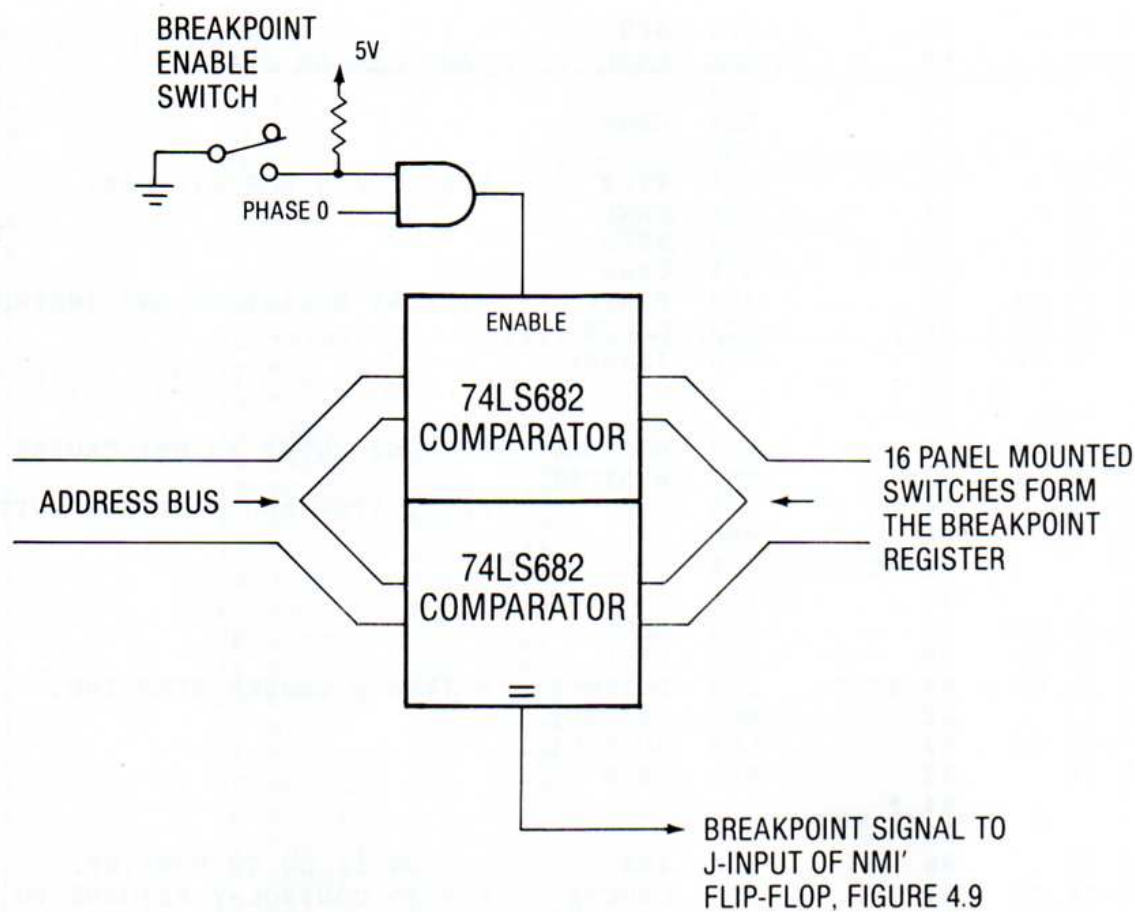 BREAKPOINT
ENABLE
SWITCH
5V
PHASE 0
ENABLE
74LS682
COMPARATOR
ADDRESS BUS
74LS682
COMPARATOR
16 PANEL MOUNTED
SWITCHES FORM
THE BREAKPOINT
REGISTER
=
BREAKPOINT SIGNAL TO
J-INPUT OF NMI'
FLIP-FLOP, FIGURE 4.9